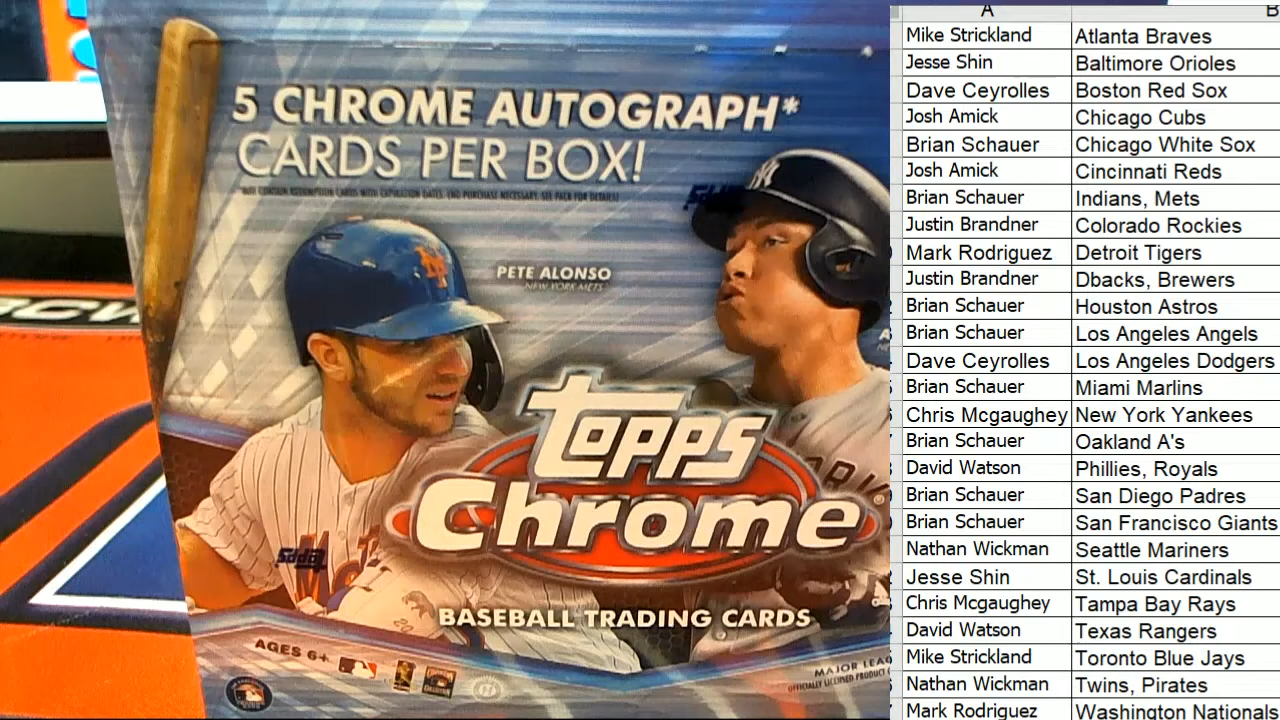 5 CHROME AUTOGRAPH*
CARDS PER BOX!
PETE ALONSO
NEW YORK METS
topps
Chrome
BASEBALL TRADING CARDS
AGES 6+
MAJOR LEAG
OFFICIALLY LICENSED PRODUCT
A B
Mike Strickland Atlanta Braves
Jesse Shin Baltimore Orioles
Dave Ceyrolles Boston Red Sox
Josh Amick Chicago Cubs
Brian Schauer Chicago White Sox
Josh Amick Cincinnati Reds
Brian Schauer Indians, Mets
Justin Brandner Colorado Rockies
Mark Rodriguez Detroit Tigers
Justin Brandner Dbacks, Brewers
Brian Schauer Houston Astros
Brian Schauer Los Angeles Angels
Dave Ceyrolles Los Angeles Dodgers
Brian Schauer Miami Marlins
Chris Mcgaughey New York Yankees
Brian Schauer Oakland A's
David Watson Phillies, Royals
Brian Schauer San Diego Padres
Brian Schauer San Francisco Giants
Nathan Wickman Seattle Mariners
Jesse Shin St. Louis Cardinals
Chris Mcgaughey Tampa Bay Rays
David Watson Texas Rangers
Mike Strickland Toronto Blue Jays
Nathan Wickman Twins, Pirates
Mark Rodriguez Washington Nationals